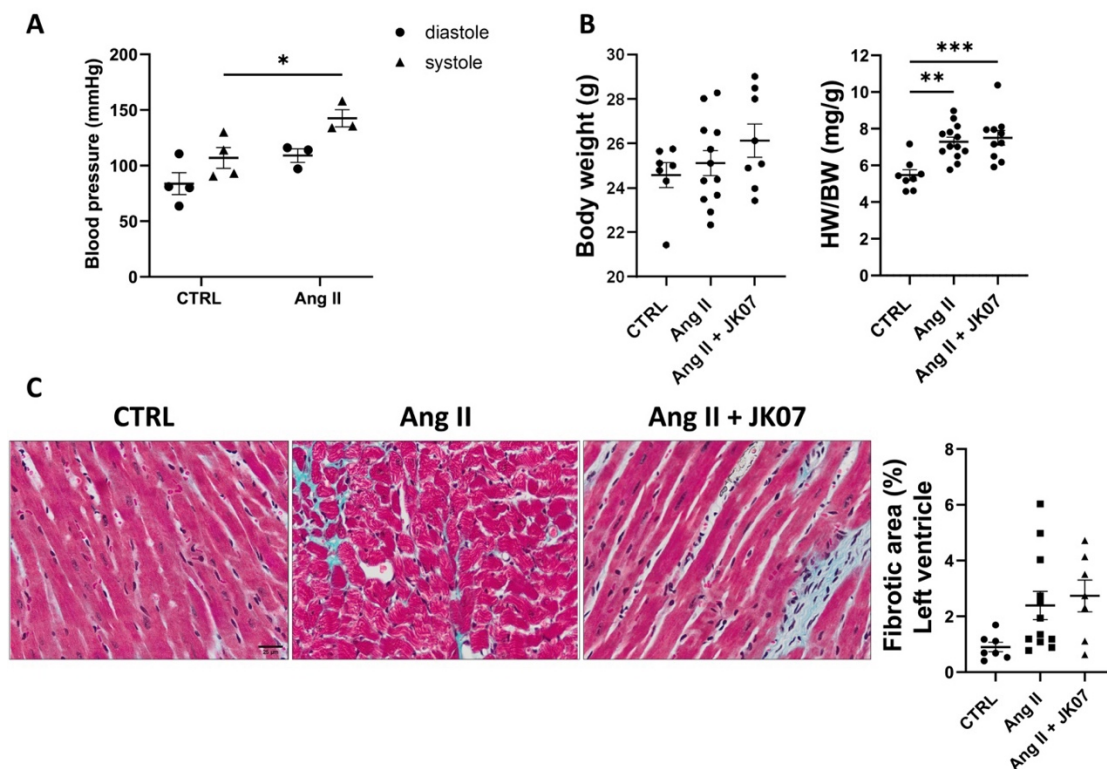 A
diastole
systole
Blood pressure (mmHg)
200
150
100
50
0
*
CTRL
Ang II
B
Body weight (g)
30
28
26
24
22
20
CTRL
Ang II
Ang II + JK07
HW/BW (mg/g)
12
10
8
6
4
2
0
***
**
CTRL
Ang II
Ang II + JK07
C
CTRL
Ang II
Ang II + JK07
25 µm
Fibrotic area (%)
Left ventricle
8
6
4
2
0
CTRL
Ang II
Ang II + JK07